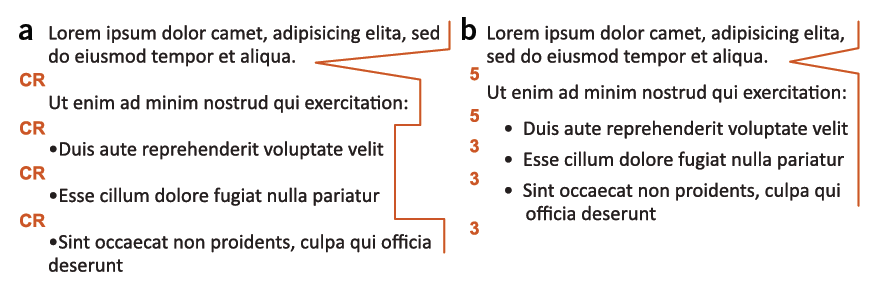 a Lorem ipsum dolor camet, adipisicing elita, sed
do eiusmod tempor et aliqua.
CR
Ut enim ad minim nostrud qui exercitation:
CR
•Duis aute reprehenderit voluptate velit
CR
•Esse cillum dolore fugiat nulla pariatur
CR
•Sint occaecat non proidents, culpa qui officia
deserunt
b Lorem ipsum dolor camet, adipisicing elita,
sed do eiusmod tempor et aliqua.
5
Ut enim ad minim nostrud qui exercitation:
5
• Duis aute reprehenderit voluptate velit
3
• Esse cillum dolore fugiat nulla pariatur
3
• Sint occaecat non proidents, culpa qui
officia deserunt
3